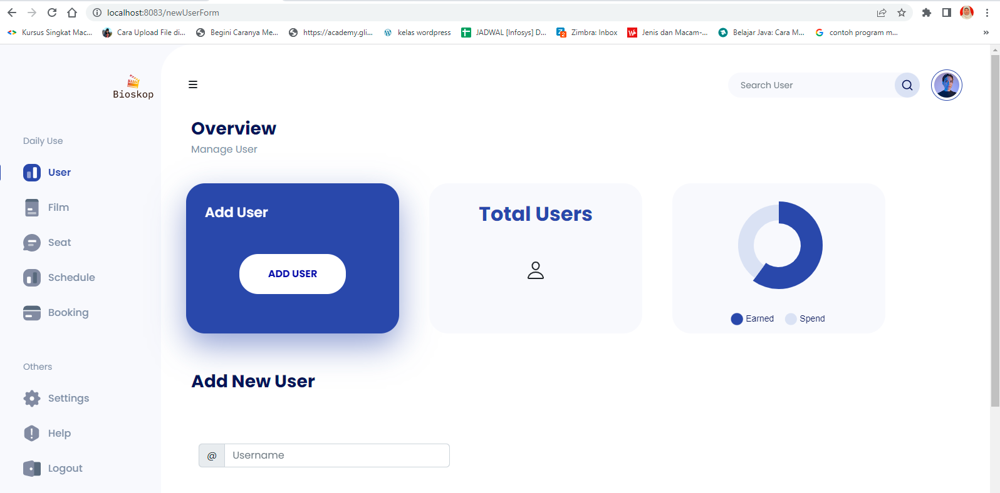 localhost:8083/newUserForm
Kursus Singkat Mac... Cara Upload File di... Begini Caranya Me... https://academy.gli... kelas wordpress JADWAL [Infosys] D... Zimbra: Inbox Jenis dan Macam-... Belajar Java: Cara M... contoh program m... »
Bioskop
Daily Use
User
Film
Seat
Schedule
Booking
Others
Settings
Help
Logout
Search User
Overview
Manage User
Add User
ADD USER
Total Users
Earned Spend
Add New User
@ Username